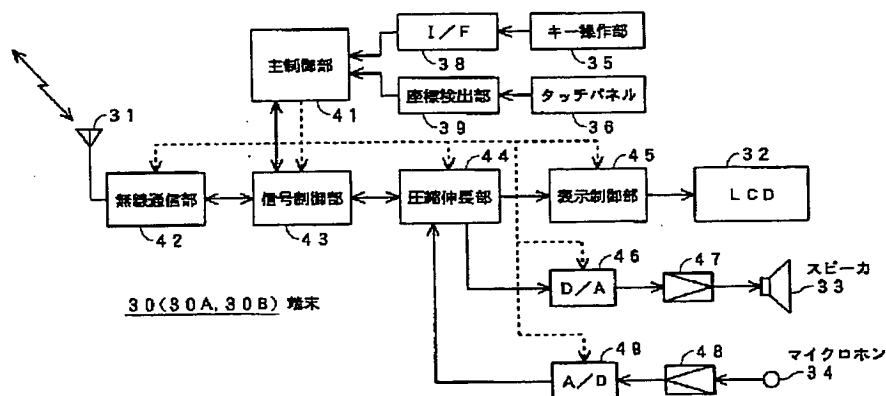 I／F
キー操作部
38
35
主制御部
座標検出部
タッチパネル
31
41
39
36
44
45
32
無線通信部
信号制御部
圧縮伸長部
表示制御部
LCD
42
43
46
47
スピーカ
33
D／A
30(30A,30B) 端末
49
48
マイクロホン
34
A／D